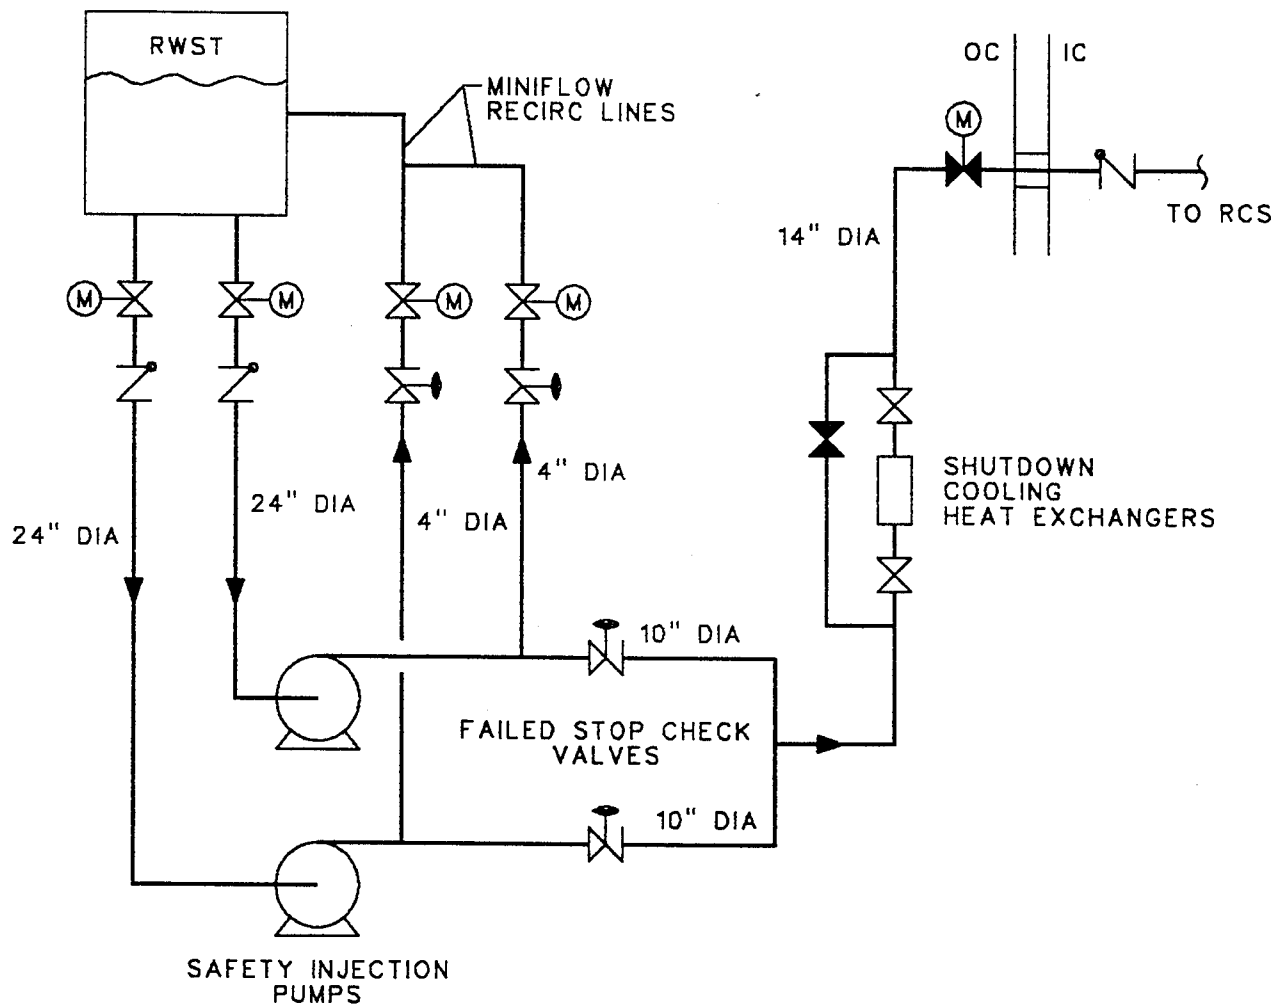 RWST
MINIFLOW
RECIRC LINES
OC
IC
M
TO RCS
14" DIA
M
M
M
M
4" DIA
24" DIA
4" DIA
24" DIA
SHUTDOWN
COOLING
HEAT EXCHANGERS
10" DIA
FAILED STOP CHECK
VALVES
10" DIA
SAFETY INJECTION
PUMPS